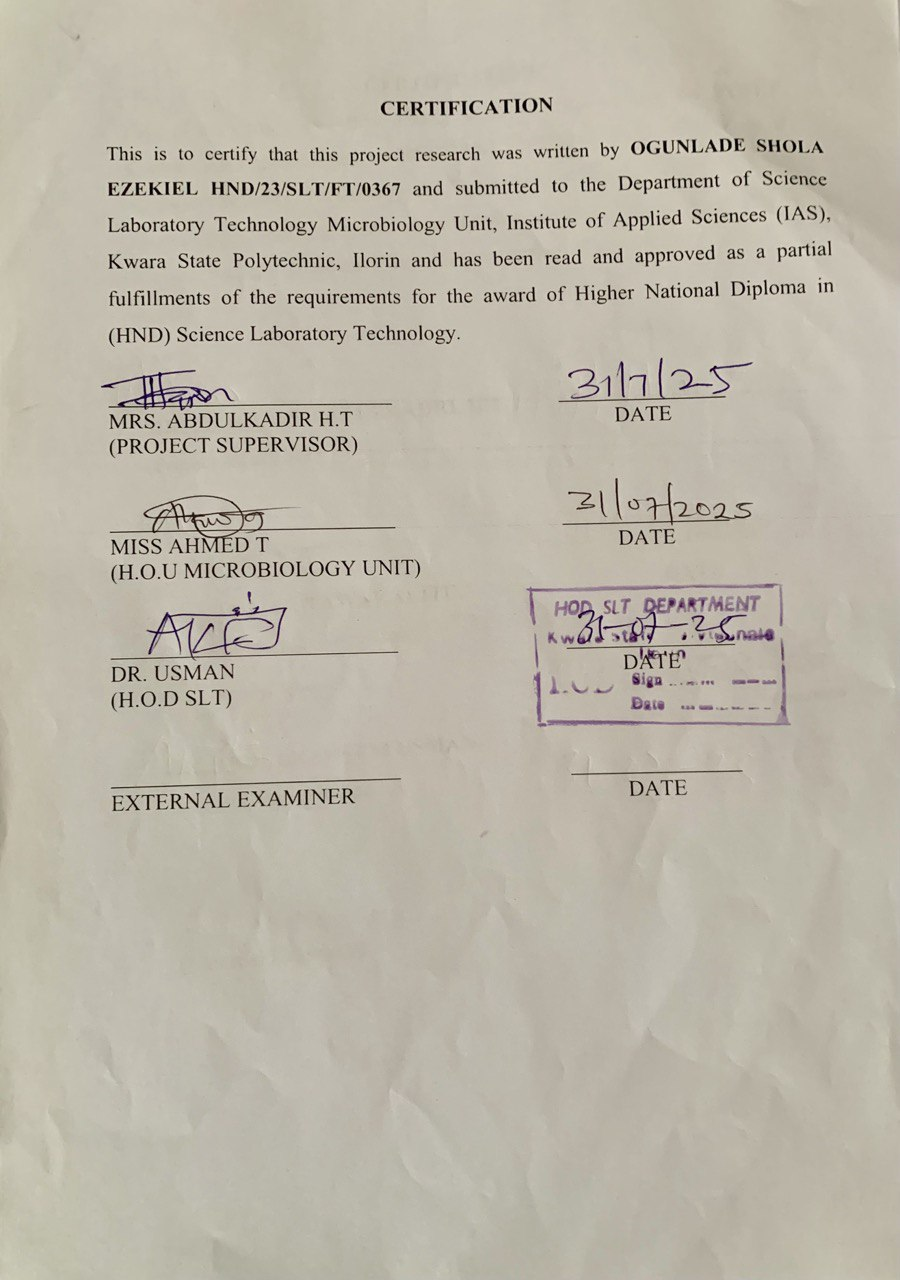 CERTIFICATION
This is to certify that this project research was written by OGUNLADE SHOLA
EZEKIEL HND/23/SLT/FT/0367 and submitted to the Department of Science
Laboratory Technology Microbiology Unit, Institute of Applied Sciences (IAS),
Kwara State Polytechnic, Ilorin and has been read and approved as a partial
fulfillments of the requirements for the award of Higher National Diploma in
(HND) Science Laboratory Technology.
31/7/25
MRS. ABDULKADIR H.T DATE
(PROJECT SUPERVISOR)
31/07/2025
MISS AHMED T DATE
(H.O.U MICROBIOLOGY UNIT)
HOD SLT DEPARTMENT
31-07-25
DR. USMAN DATE
(H.O.D SLT) Sign
Date
EXTERNAL EXAMINER DATE